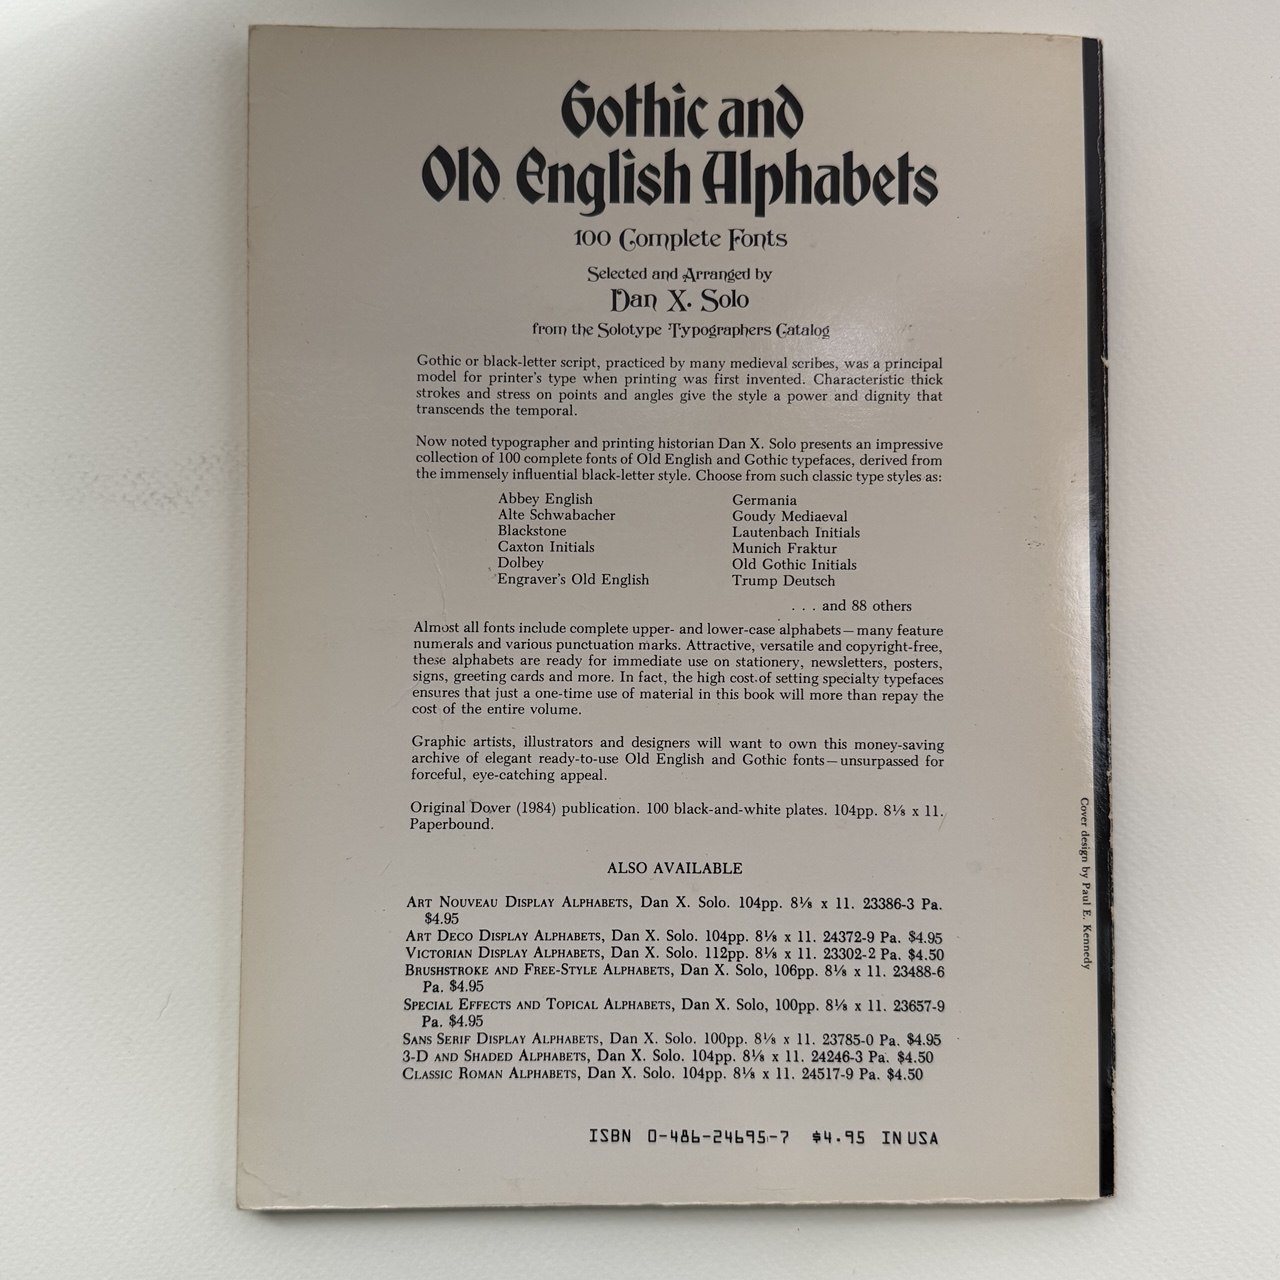 Gothic and
Old English Alphabets
100 Complete Fonts
Selected and Arranged by
Dan X. Solo
from the Solotype Typographers Catalog
Gothic or black-letter script, practiced by many medieval scribes, was a principal
model for printer's type when printing was first invented. Characteristic thick
strokes and stress on points and angles give the style a power and dignity that
transcends the temporal.
Now noted typographer and printing historian Dan X. Solo presents an impressive
collection of 100 complete fonts of Old English and Gothic typefaces, derived from
the immensely influential black-letter style. Choose from such classic type styles as:
Abbey English
Alte Schwabacher
Blackstone
Caxton Initials
Dolbey
Engraver's Old English
Germania
Goudy Mediaeval
Lautenbach Initials
Munich Fraktur
Old Gothic Initials
Trump Deutsch
. . . and 88 others
Almost all fonts include complete upper- and lower-case alphabets—many feature
numerals and various punctuation marks. Attractive, versatile and copyright-free,
these alphabets are ready for immediate use on stationery, newsletters, posters,
signs, greeting cards and more. In fact, the high cost of setting specialty typefaces
ensures that just a one-time use of material in this book will more than repay the
cost of the entire volume.
Graphic artists, illustrators and designers will want to own this money-saving
archive of elegant ready-to-use Old English and Gothic fonts—unsurpassed for
forceful, eye-catching appeal.
Original Dover (1984) publication. 100 black-and-white plates. 104pp. 8⅛ x 11.
Paperbound.
ALSO AVAILABLE
ART NOUVEAU DISPLAY ALPHABETS, Dan X. Solo. 104pp. 8⅛ x 11. 23386-3 Pa.
$4.95
ART DECO DISPLAY ALPHABETS, Dan X. Solo. 104pp. 8⅛ x 11. 24372-9 Pa. $4.95
VICTORIAN DISPLAY ALPHABETS, Dan X. Solo. 112pp. 8⅛ x 11. 23302-2 Pa. $4.50
BRUSHSTROKE AND FREE-STYLE ALPHABETS, Dan X. Solo, 106pp. 8⅛ x 11. 23488-6
Pa. $4.95
SPECIAL EFFECTS AND TOPICAL ALPHABETS, Dan X. Solo, 100pp. 8⅛ x 11. 23657-9
Pa. $4.95
SANS SERIF DISPLAY ALPHABETS, Dan X. Solo. 100pp. 8⅛ x 11. 23785-0 Pa. $4.95
3-D AND SHADED ALPHABETS, Dan X. Solo. 104pp. 8⅛ x 11. 24246-3 Pa. $4.50
CLASSIC ROMAN ALPHABETS, Dan X. Solo. 104pp. 8⅛ x 11. 24517-9 Pa. $4.50
ISBN 0-486-24695-7 $4.95 IN USA
Cover design by Paul E. Kennedy